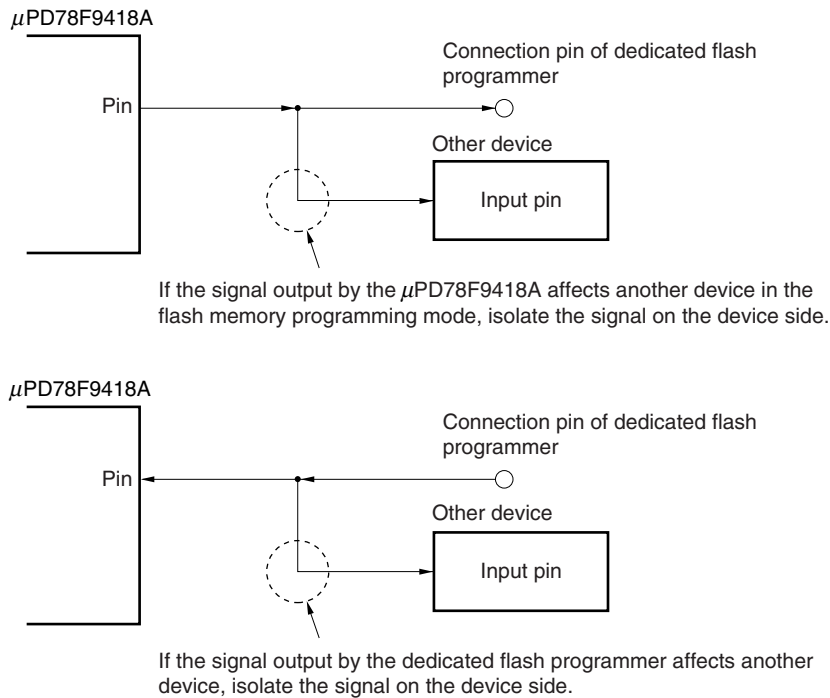 μPD78F9418A
Connection pin of dedicated flash
programmer
Pin
Other device
Input pin
If the signal output by the μPD78F9418A affects another device in the
flash memory programming mode, isolate the signal on the device side.
μPD78F9418A
Connection pin of dedicated flash
programmer
Pin
Other device
Input pin
If the signal output by the dedicated flash programmer affects another
device, isolate the signal on the device side.